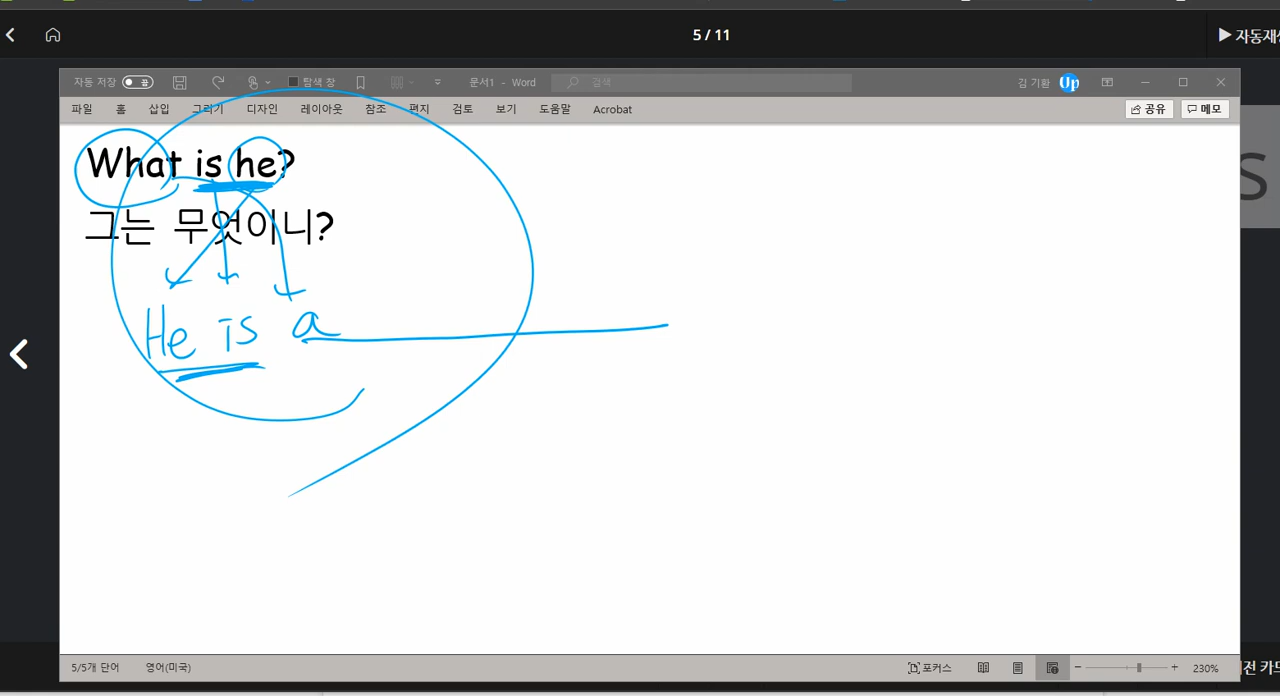 5 / 11
▶ 자동재생
자동 저장 끔 탐색 창 문서1 - Word 검색 김 기환 Up
파일 홈 삽입 그리기 디자인 레이아웃 참조 편지 검토 보기 도움말 Acrobat 공유 메모
What is he?
그는 무엇이니?
He is a
5/5개 단어 영어(미국) 포커스 230%